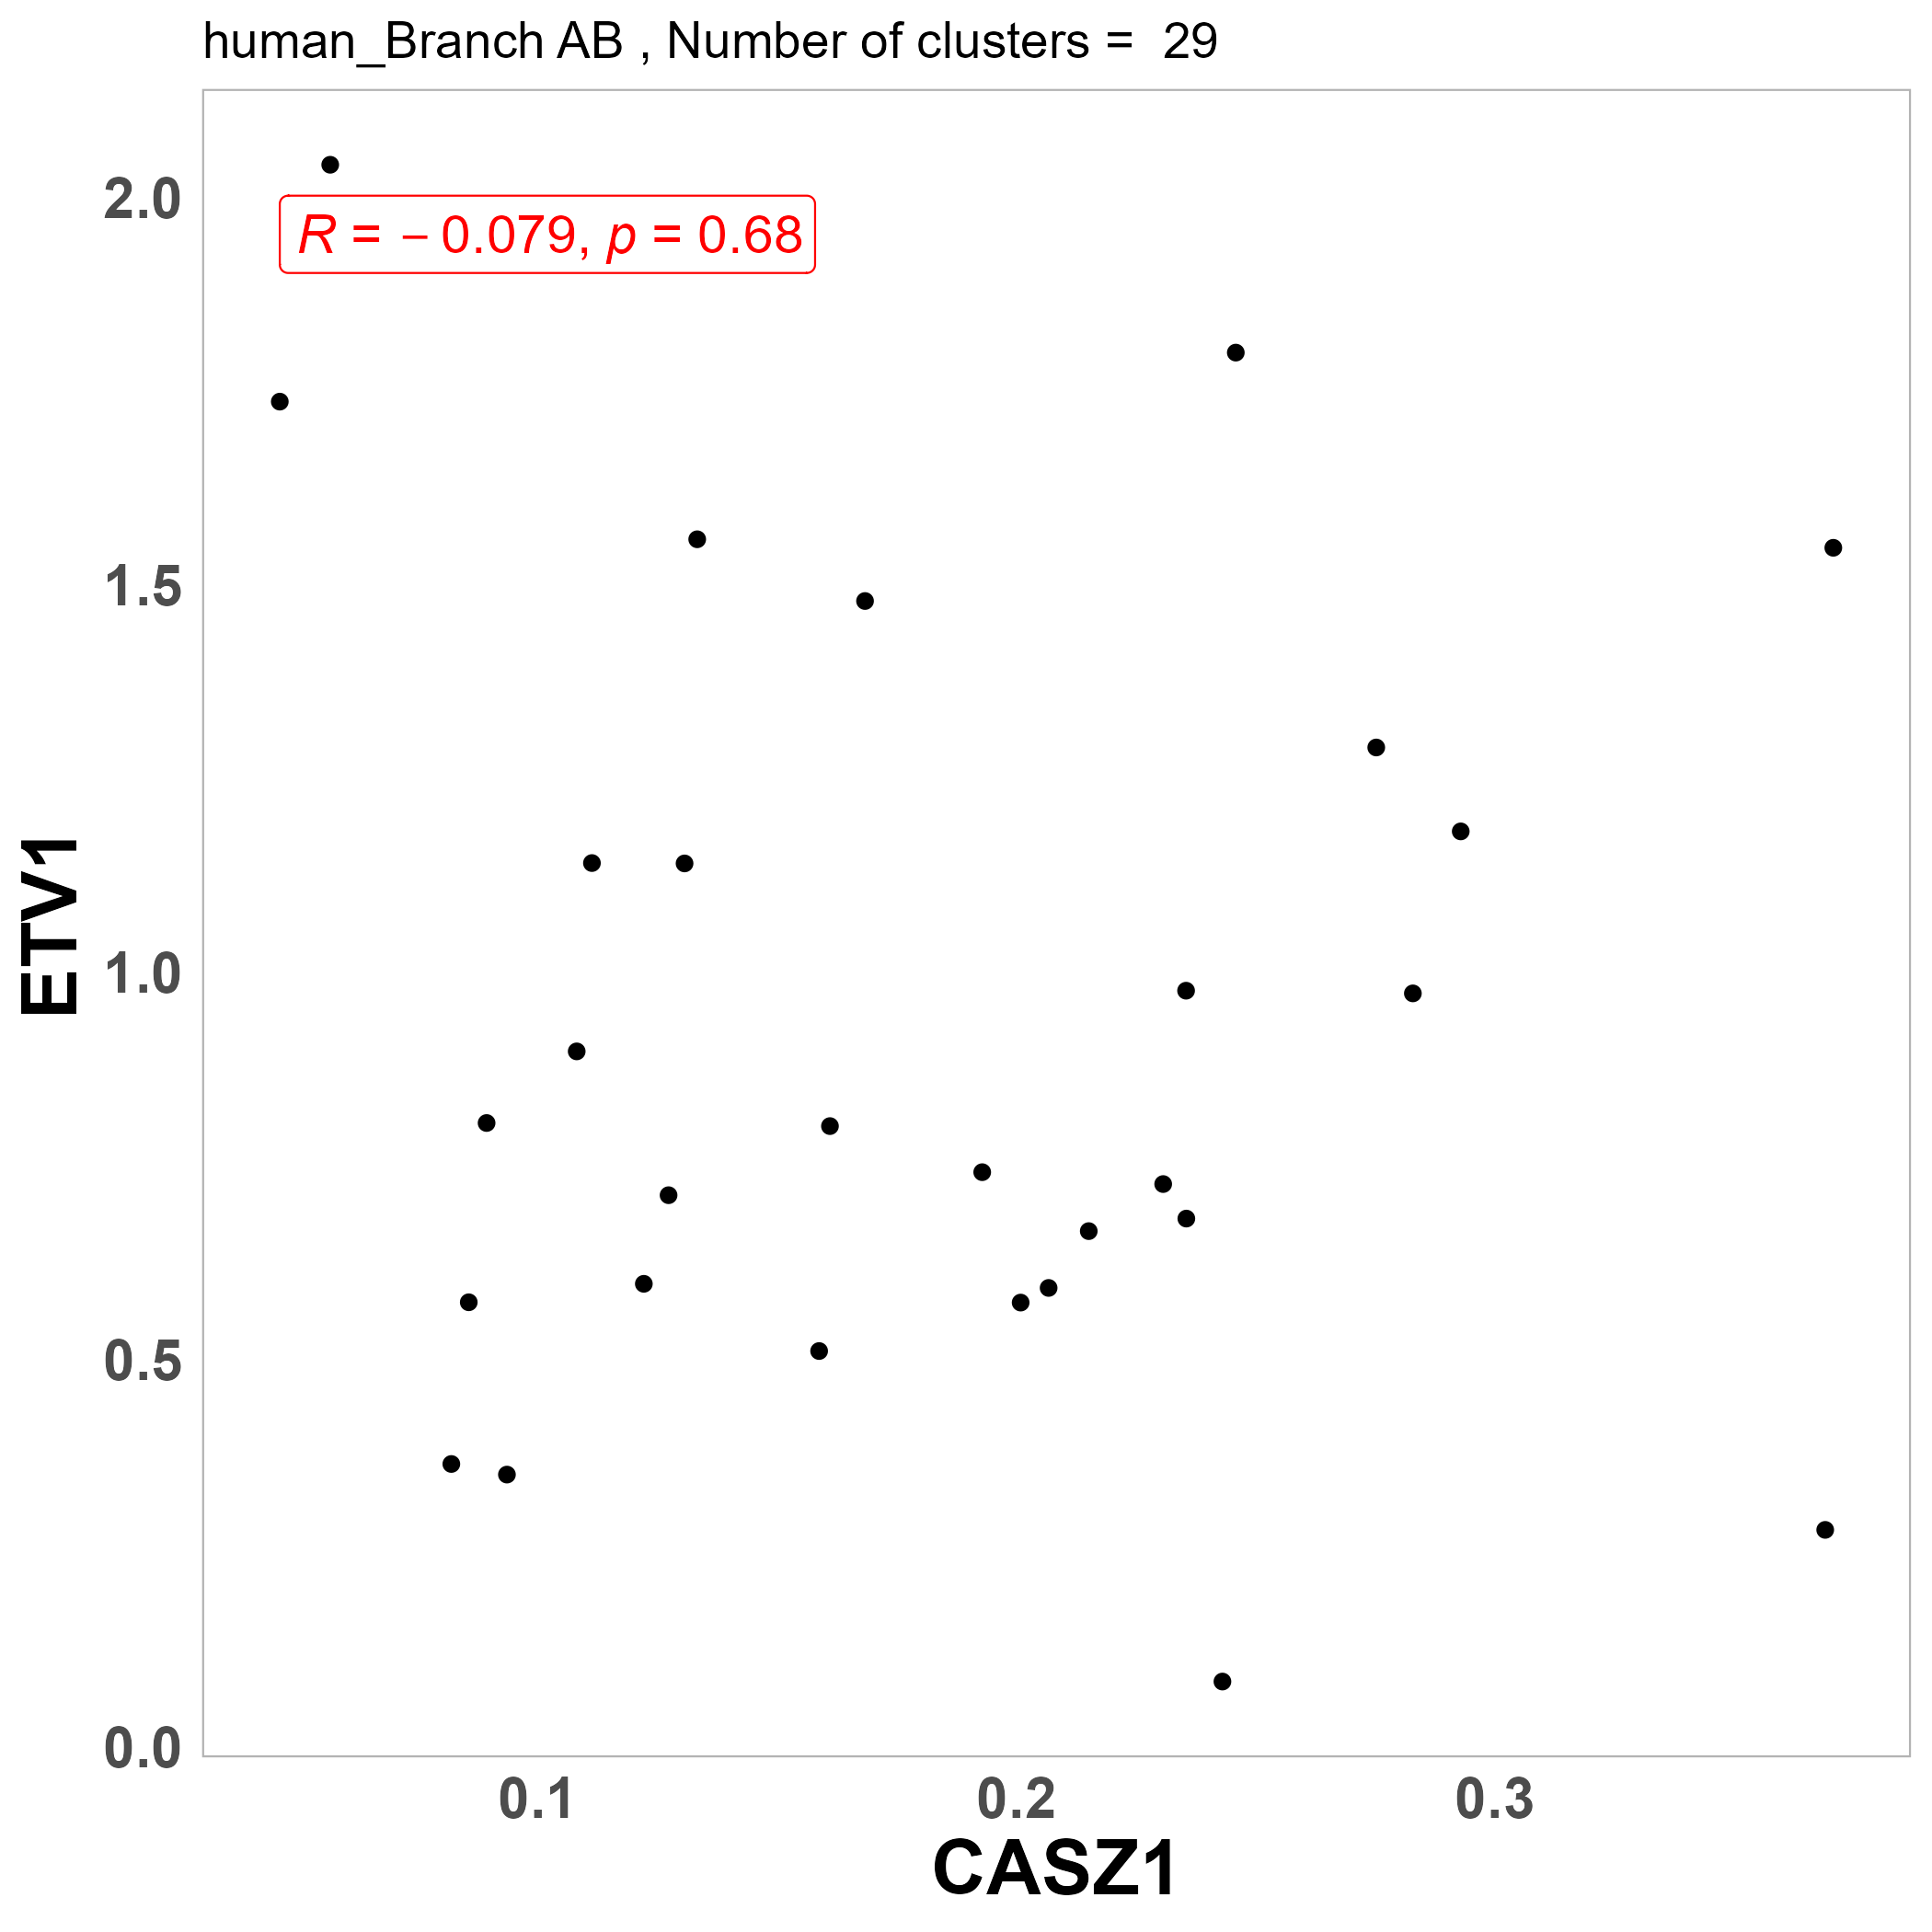 human_Branch AB , Number of clusters =  29
R = − 0.079, p = 0.68
ETV1
2.0
1.5
1.0
0.5
0.0
0.1
0.2
0.3
CASZ1